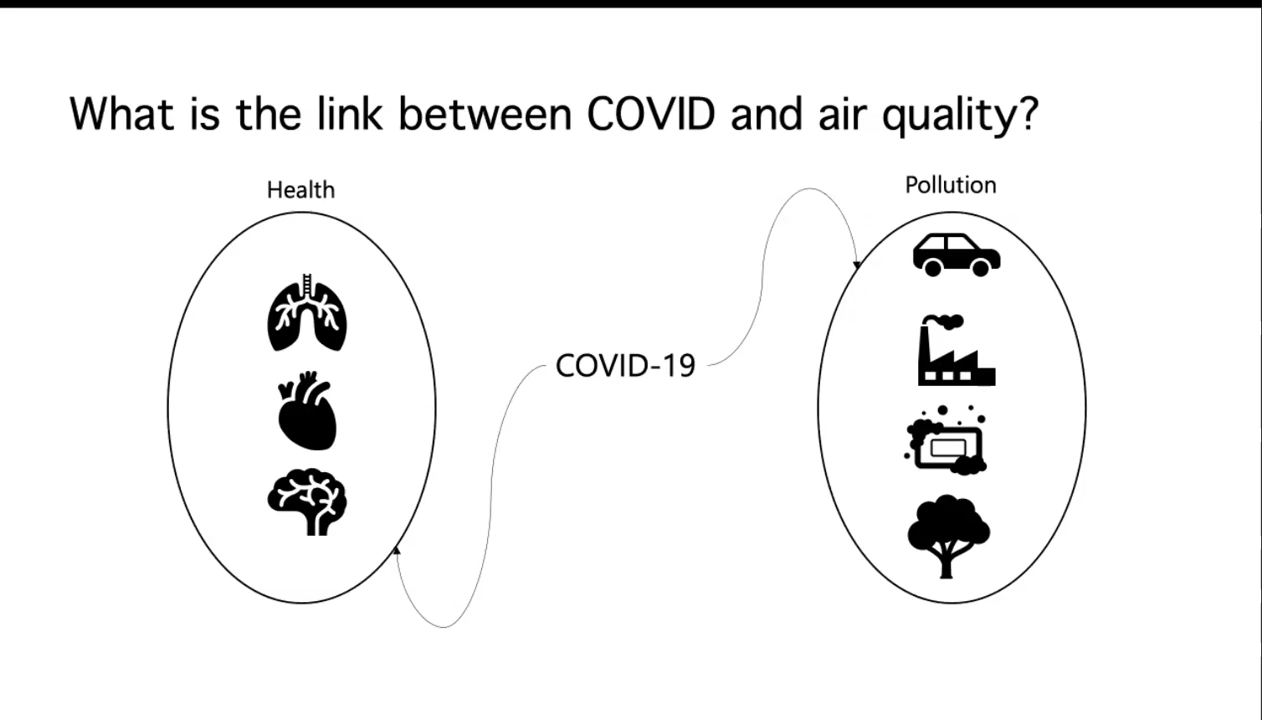 What is the link between COVID and air quality?
Health
Pollution
COVID-19